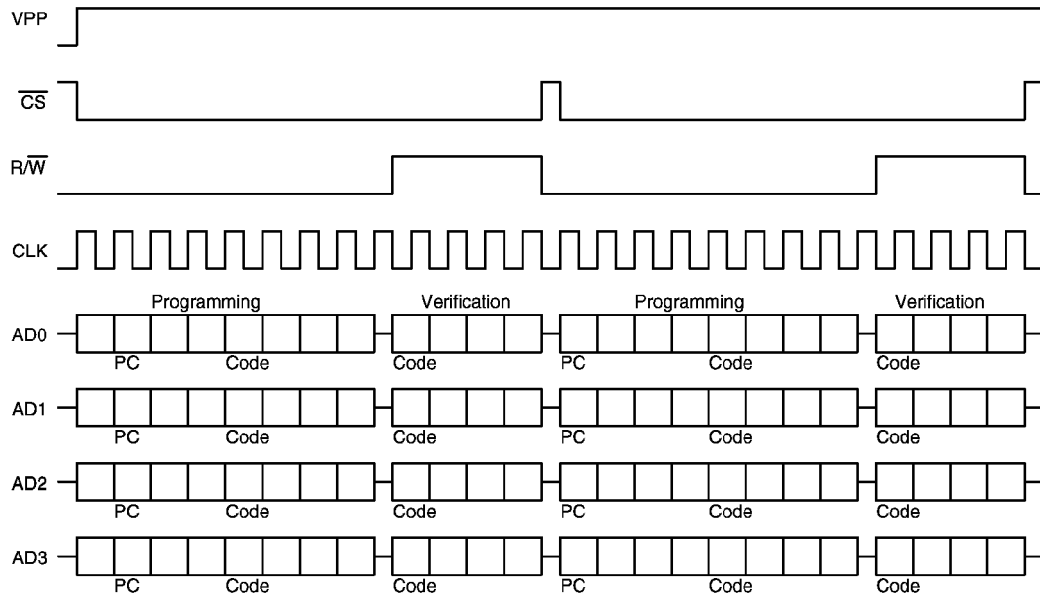 VPP
CS
R/W
CLK
Programming Verification Programming Verification
AD0
PC Code Code PC Code Code
AD1
PC Code Code PC Code Code
AD2
PC Code Code PC Code Code
AD3
PC Code Code PC Code Code